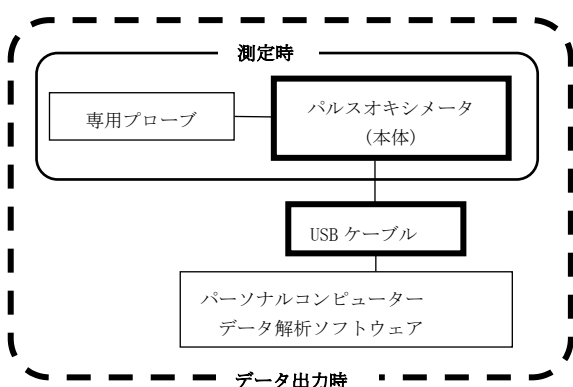 測定時
専用プローブ
パルスオキシメータ
(本体)
USB ケーブル
パーソナルコンピューター
データ解析ソフトウェア
データ出力時